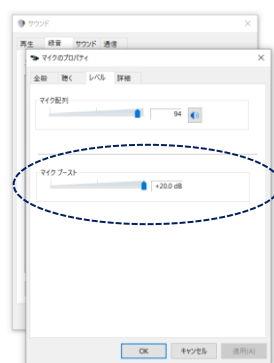 サウンド
再生 録音 サウンド 通信
マイクのプロパティ
全般 聴く レベル 詳細
マイク配列
94
マイク ブースト
+20.0 dB
OK キャンセル 適用(A)